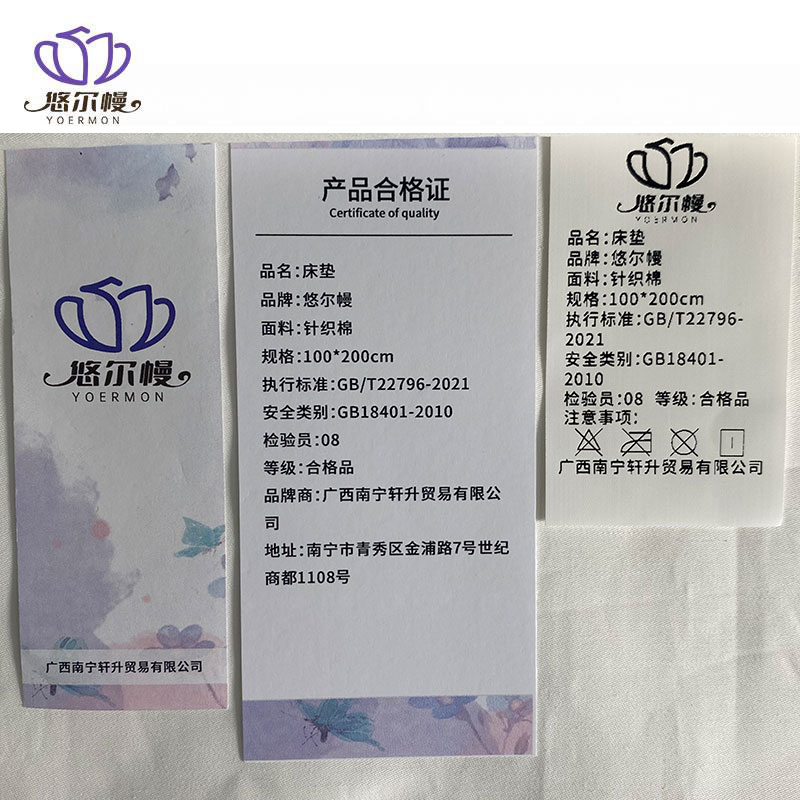 悠尔幔
YOERMON
悠尔幔
YOERMON
广西南宁轩升贸易有限公司
产品合格证
Certificate of quality
品名:床垫
品牌:悠尔幔
面料:针织棉
规格:100*200cm
执行标准:GB/T22796-2021
安全类别:GB18401-2010
检验员:08
等级:合格品
品牌商:广西南宁轩升贸易有限公
司
地址:南宁市青秀区金浦路7号世纪
商都1108号
悠尔幔
YOERMON
品名:床垫
品牌:悠尔幔
面料:针织棉
规格:100*200cm
执行标准:GB/T22796-
2021
安全类别:GB18401-
2010
检验员:08 等级:合格品
注意事项:
广西南宁轩升贸易有限公司